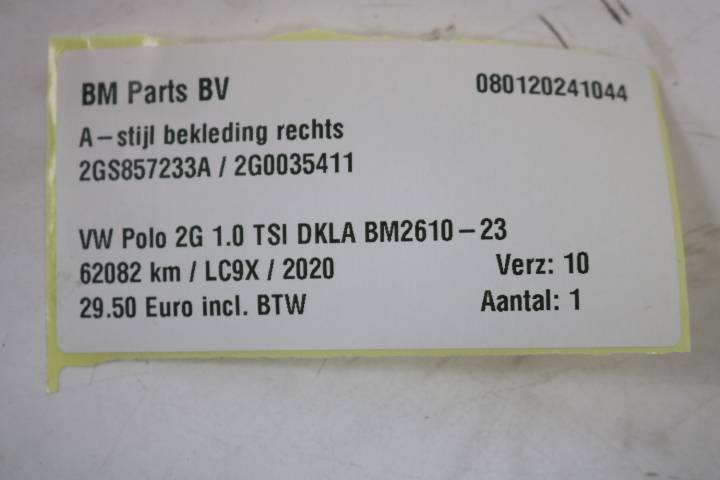 BM Parts BV 080120241044
A-stijl bekleding rechts
2GS857233A / 2G0035411
VW Polo 2G 1.0 TSI DKLA BM2610-23
62082 km / LC9X / 2020 Verz: 10
29.50 Euro incl. BTW Aantal: 1